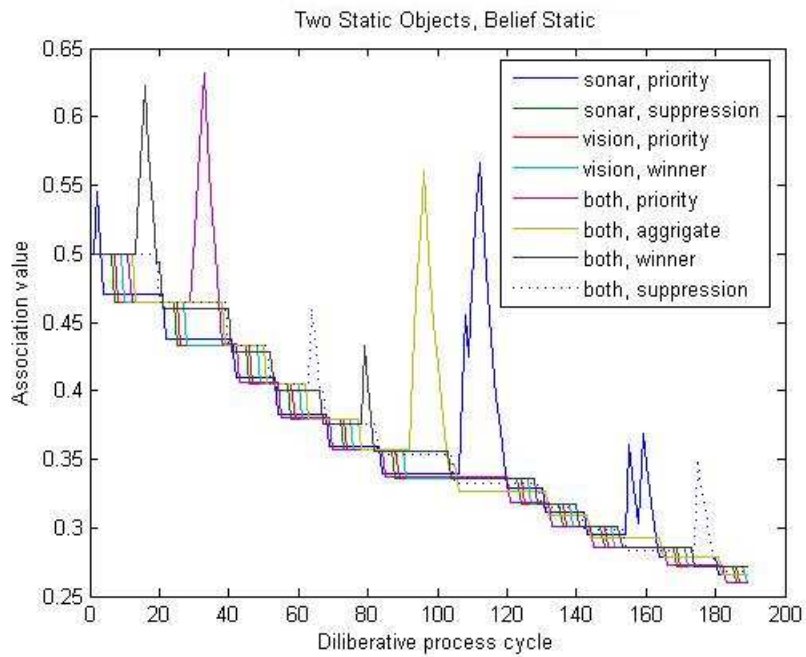 Two Static Objects, Belief Static
0.65
0.6
0.55
0.5
0.45
0.4
0.35
0.3
0.25
Association value
sonar, priority
sonar, suppression
vision, priority
vision, winner
both, priority
both, aggrigate
both, winner
both, suppression
0 20 40 60 80 100 120 140 160 180 200
Diliberative process cycle